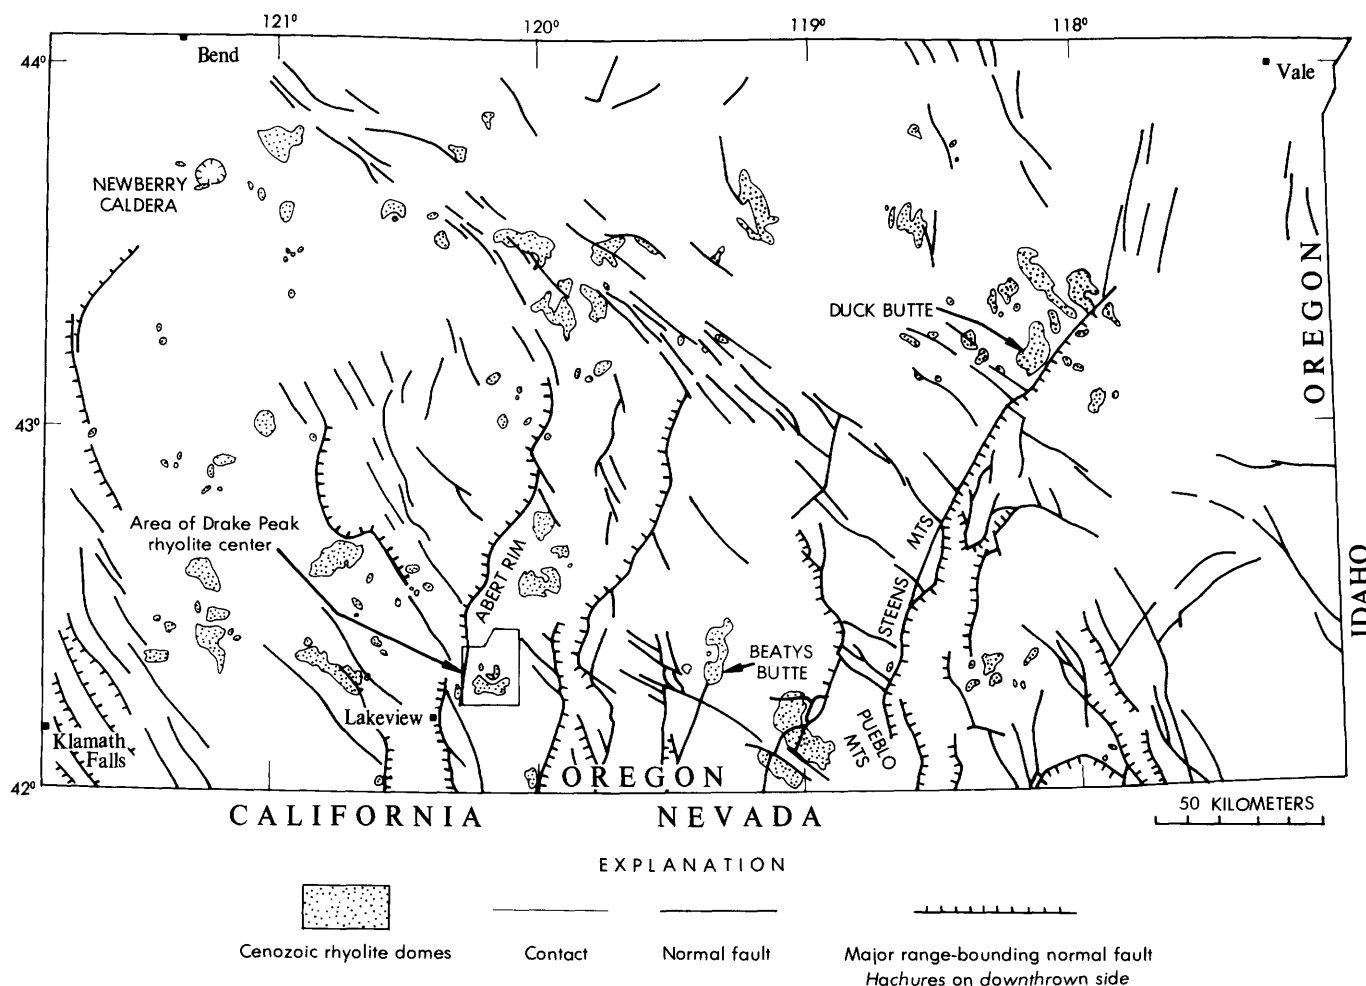 121° 120° 119° 118°
44°
Bend
Vale
NEWBERRY
CALDERA
DUCK BUTTE
OREGON
43°
Area of Drake Peak
rhyolite center
ABERT RIM
STEENS MTS
IDAHO
BEATYS
BUTTE
Lakeview
PUEBLO
MTS
Klamath
Falls
42°
OREGON
CALIFORNIA NEVADA
50 KILOMETERS
EXPLANATION
Cenozoic rhyolite domes
Contact
Normal fault
Major range-bounding normal fault
Hachures on downthrown side